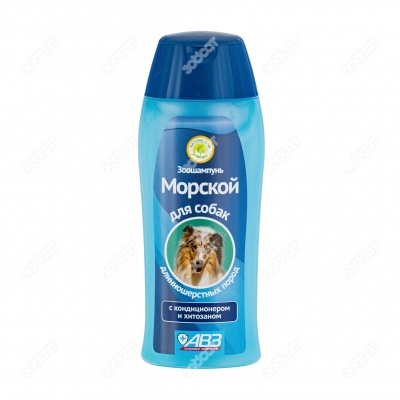 Зоошампунь
Морской
для собак
длинношерстных пород
с кондиционером
и хитозаном
АВЗ